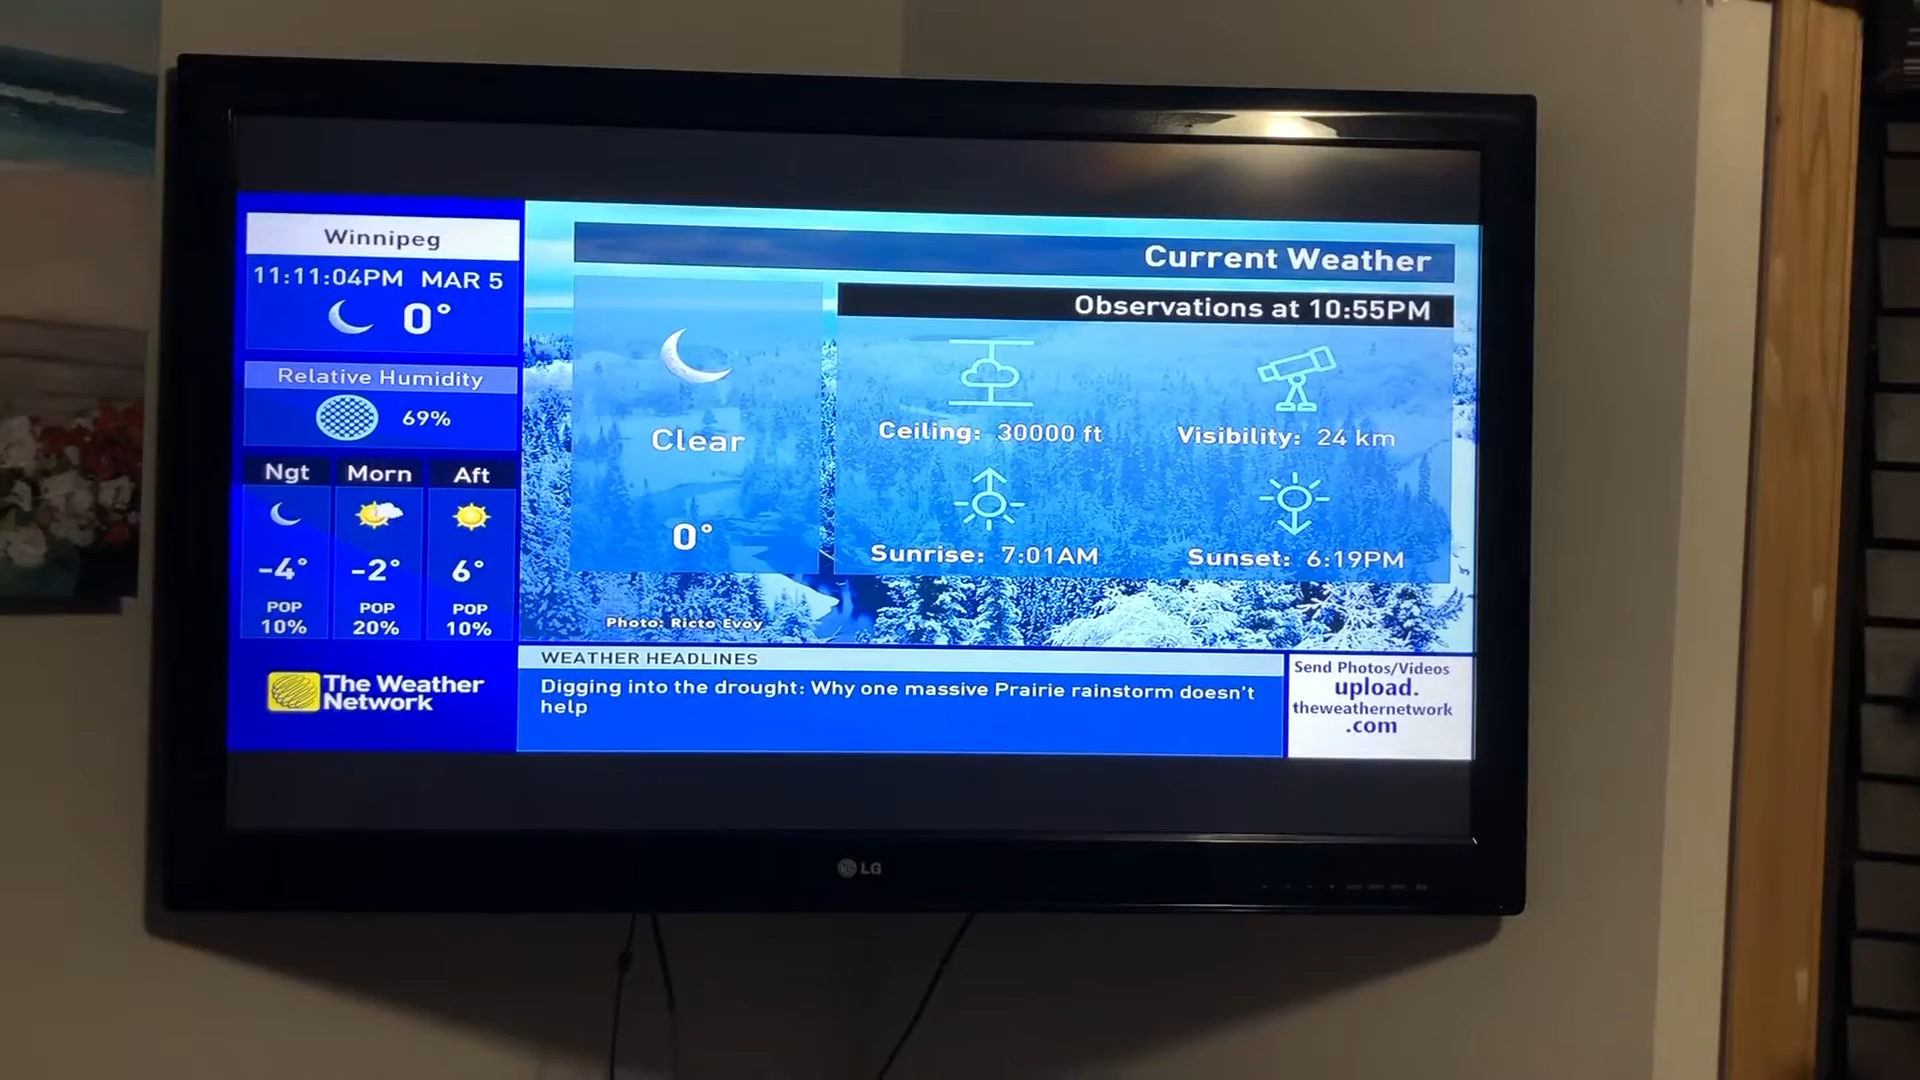 Winnipeg
11:11:04PM MAR 5
0°
Relative Humidity
69%
Ngt Morn Aft
-4° -2° 6°
POP POP POP
10% 20% 10%
The Weather
Network
Current Weather
Observations at 10:55PM
Clear
0°
Ceiling: 30000 ft
Visibility: 24 km
Sunrise: 7:01AM
Sunset: 6:19PM
Photo: Ricto Evoy
WEATHER HEADLINES
Digging into the drought: Why one massive Prairie rainstorm doesn't
help
Send Photos/Videos
upload.
theweathernetwork
.com
LG